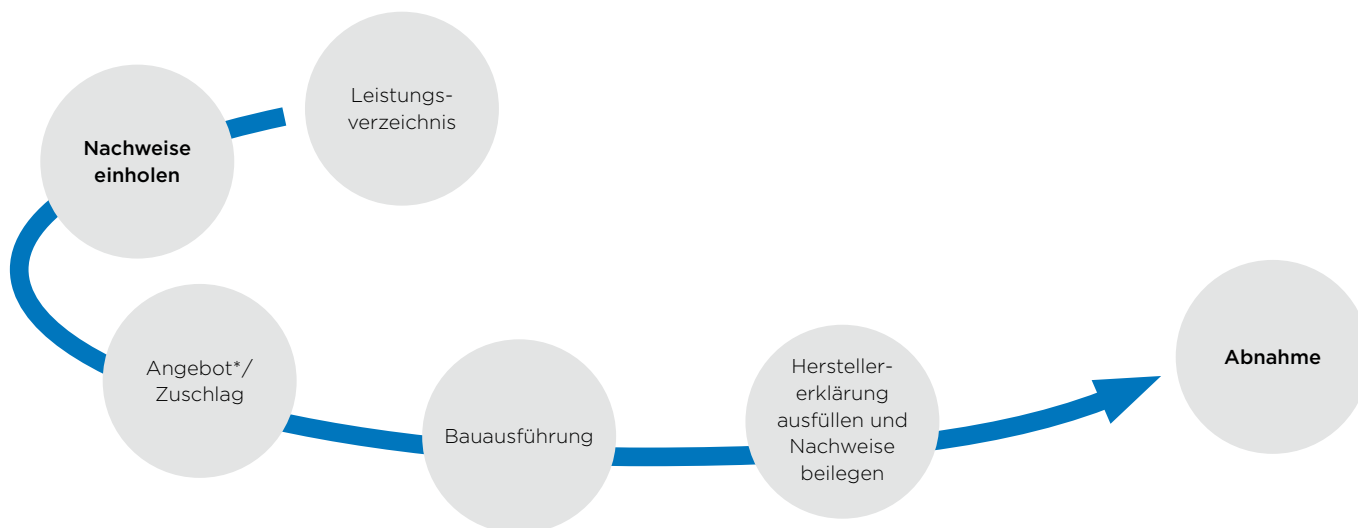 Leistungs-
verzeichnis
Nachweise
einholen
Angebot*/
Zuschlag
Bauausführung
Hersteller-
erklärung
ausfüllen und
Nachweise
beilegen
Abnahme